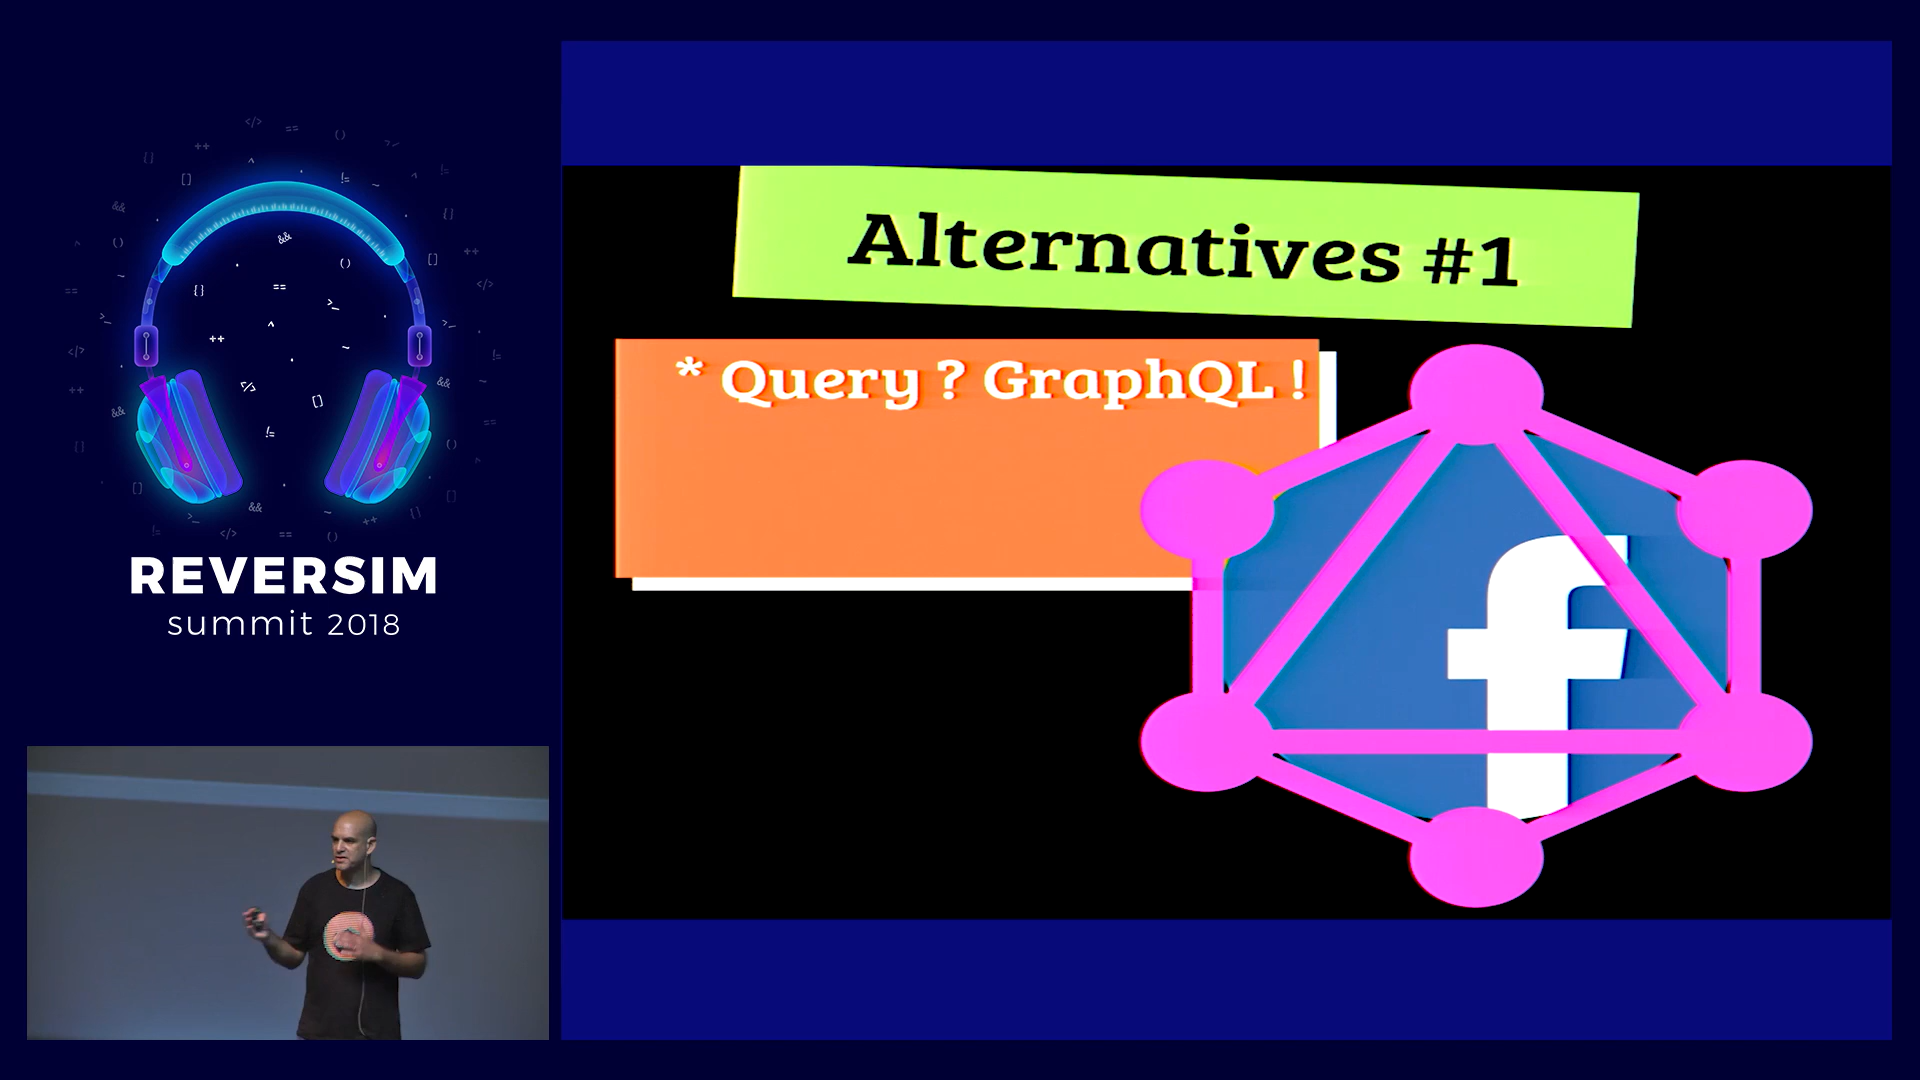 REVERSIM
summit 2018
Alternatives #1
* Query ? GraphQL !
f